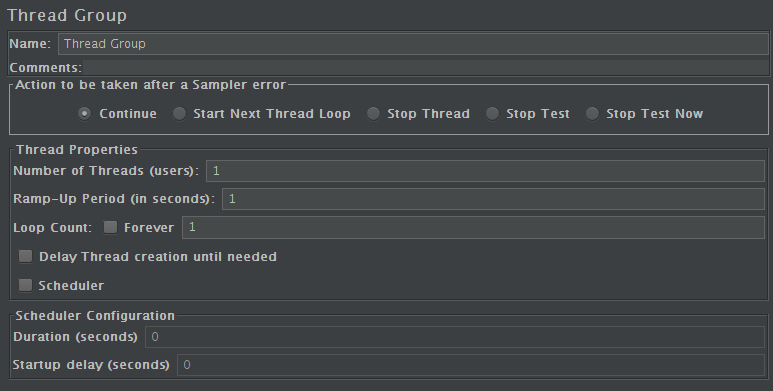 Thread Group
Name: Thread Group
Comments:
Action to be taken after a Sampler error
Continue Start Next Thread Loop Stop Thread Stop Test Stop Test Now
Thread Properties
Number of Threads (users): 1
Ramp-Up Period (in seconds): 1
Loop Count: Forever 1
Delay Thread creation until needed
Scheduler
Scheduler Configuration
Duration (seconds) 0
Startup delay (seconds) 0